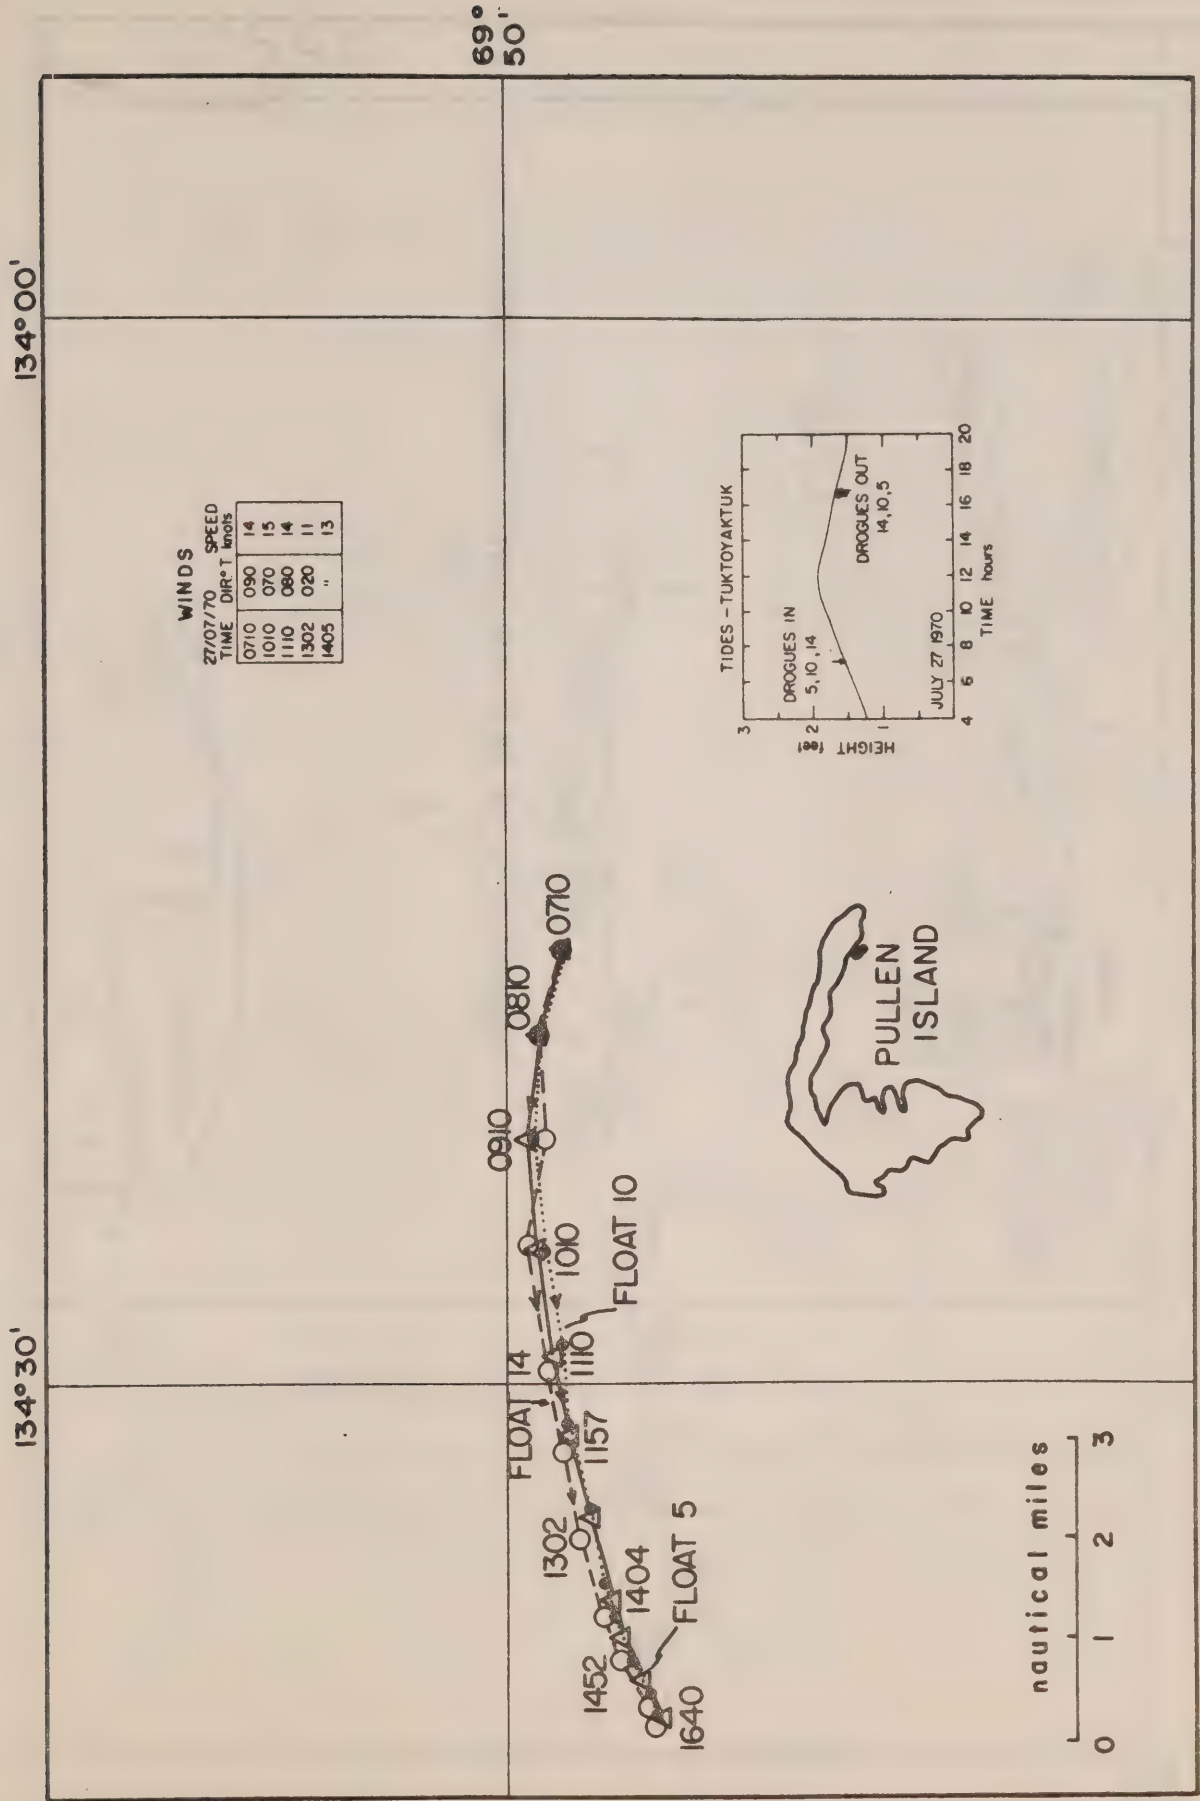 134°30'
134°00'
69°
50'
WINDS
27/07/70 SPEED
TIME DIR°T knots
0710 090 14
1010 070 15
1110 080 14
1302 020 11
1405 " 13
0710
0810
0910
1010
FLOAT 10
1110
FLOAT 14
1157
1302
1404
FLOAT 5
1452
1640
PULLEN
ISLAND
TIDES - TUKTOYAKTUK
DROGUES IN
5, 10, 14
DROGUES OUT
14, 10, 5
JULY 27 1970
HEIGHT feet
3
2
1
4 6 8 10 12 14 16 18 20
TIME hours
nautical miles
0 1 2 3